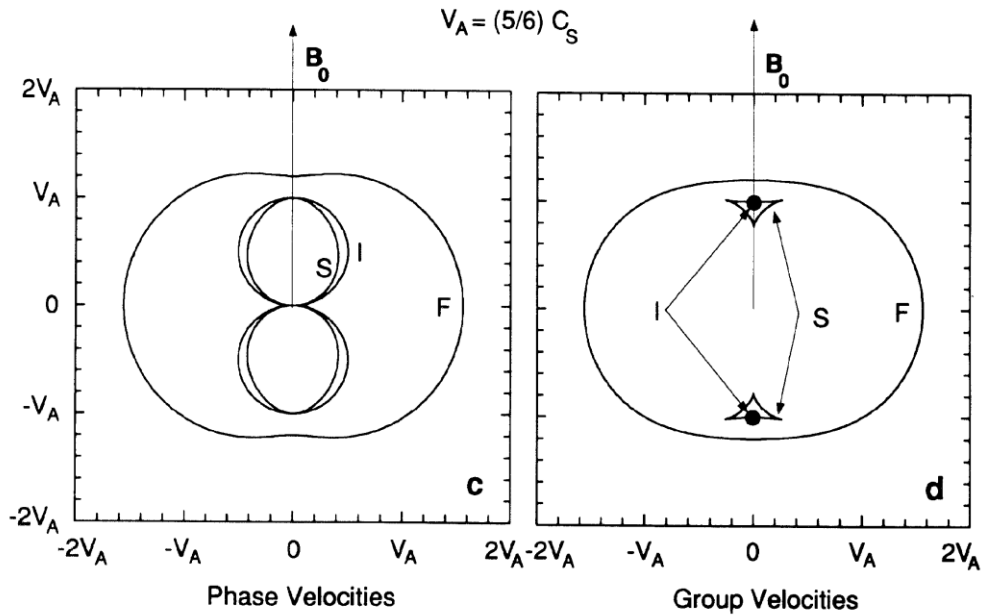 V_A = (5/6) C_S
B_0
B_0
2V_A
V_A
0
-V_A
-2V_A
S
I
F
c
I
S
F
d
-2V_A
-V_A
0
V_A
2V_A
-2V_A
-V_A
0
V_A
2V_A
Phase Velocities
Group Velocities